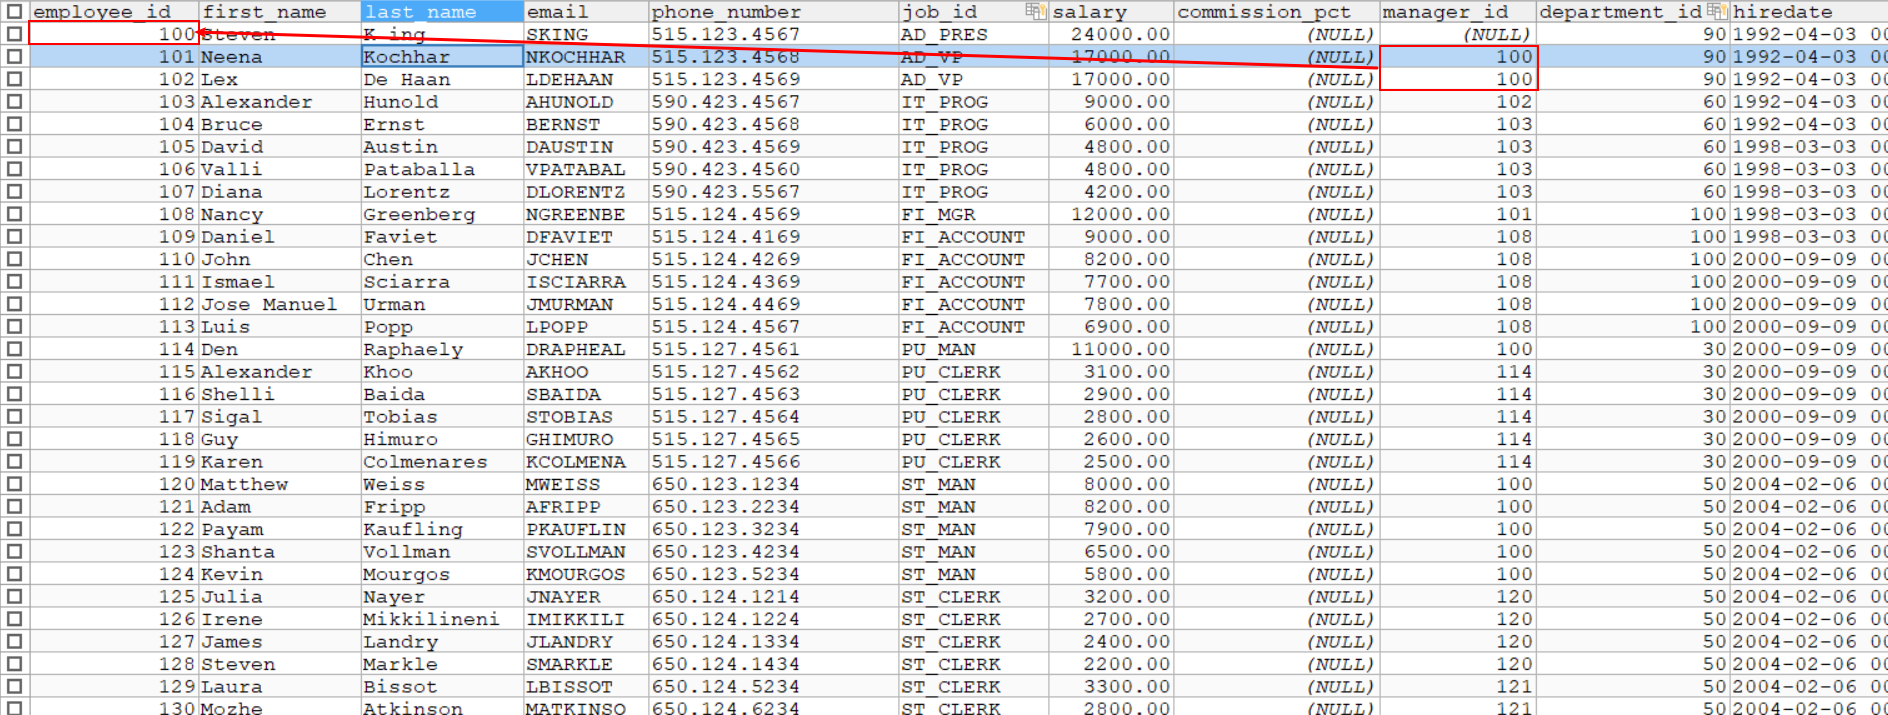 employee_id first_name last_name email phone_number job_id salary commission_pct manager_id department_id hiredate
100 Steven K_ing SKING 515.123.4567 AD_PRES 24000.00 (NULL) (NULL) 90 1992-04-03 00
101 Neena Kochhar NKOCHHAR 515.123.4568 AD_VP 17000.00 (NULL) 100 90 1992-04-03 00
102 Lex De Haan LDEHAAN 515.123.4569 AD_VP 17000.00 (NULL) 100 90 1992-04-03 00
103 Alexander Hunold AHUNOLD 590.423.4567 IT_PROG 9000.00 (NULL) 102 60 1992-04-03 00
104 Bruce Ernst BERNST 590.423.4568 IT_PROG 6000.00 (NULL) 103 60 1992-04-03 00
105 David Austin DAUSTIN 590.423.4569 IT_PROG 4800.00 (NULL) 103 60 1998-03-03 00
106 Valli Pataballa VPATABAL 590.423.4560 IT_PROG 4800.00 (NULL) 103 60 1998-03-03 00
107 Diana Lorentz DLORENTZ 590.423.5567 IT_PROG 4200.00 (NULL) 103 60 1998-03-03 00
108 Nancy Greenberg NGREENBE 515.124.4569 FI_MGR 12000.00 (NULL) 101 100 1998-03-03 00
109 Daniel Faviet DFAVIET 515.124.4169 FI_ACCOUNT 9000.00 (NULL) 108 100 1998-03-03 00
110 John Chen JCHEN 515.124.4269 FI_ACCOUNT 8200.00 (NULL) 108 100 2000-09-09 00
111 Ismael Sciarra ISCIARRA 515.124.4369 FI_ACCOUNT 7700.00 (NULL) 108 100 2000-09-09 00
112 Jose Manuel Urman JMURMAN 515.124.4469 FI_ACCOUNT 7800.00 (NULL) 108 100 2000-09-09 00
113 Luis Popp LPOPP 515.124.4567 FI_ACCOUNT 6900.00 (NULL) 108 100 2000-09-09 00
114 Den Raphaely DRAPHEAL 515.127.4561 PU_MAN 11000.00 (NULL) 100 30 2000-09-09 00
115 Alexander Khoo AKHOO 515.127.4562 PU_CLERK 3100.00 (NULL) 114 30 2000-09-09 00
116 Shelli Baida SBAIDA 515.127.4563 PU_CLERK 2900.00 (NULL) 114 30 2000-09-09 00
117 Sigal Tobias STOBIAS 515.127.4564 PU_CLERK 2800.00 (NULL) 114 30 2000-09-09 00
118 Guy Himuro GHIMURO 515.127.4565 PU_CLERK 2600.00 (NULL) 114 30 2000-09-09 00
119 Karen Colmenares KCOLMENA 515.127.4566 PU_CLERK 2500.00 (NULL) 114 30 2000-09-09 00
120 Matthew Weiss MWEISS 650.123.1234 ST_MAN 8000.00 (NULL) 100 50 2004-02-06 00
121 Adam Fripp AFRIPP 650.123.2234 ST_MAN 8200.00 (NULL) 100 50 2004-02-06 00
122 Payam Kaufling PKAUFLIN 650.123.3234 ST_MAN 7900.00 (NULL) 100 50 2004-02-06 00
123 Shanta Vollman SVOLLMAN 650.123.4234 ST_MAN 6500.00 (NULL) 100 50 2004-02-06 00
124 Kevin Mourgos KMOURGOS 650.123.5234 ST_MAN 5800.00 (NULL) 100 50 2004-02-06 00
125 Julia Nayer JNAYER 650.124.1214 ST_CLERK 3200.00 (NULL) 120 50 2004-02-06 00
126 Irene Mikkilineni IMIKKILI 650.124.1224 ST_CLERK 2700.00 (NULL) 120 50 2004-02-06 00
127 James Landry JLANDRY 650.124.1334 ST_CLERK 2400.00 (NULL) 120 50 2004-02-06 00
128 Steven Markle SMARKLE 650.124.1434 ST_CLERK 2200.00 (NULL) 120 50 2004-02-06 00
129 Laura Bissot LBISSOT 650.124.5234 ST_CLERK 3300.00 (NULL) 121 50 2004-02-06 00
130 Mozhe Atkinson MATKINSO 650.124.6234 ST_CLERK 2800.00 (NULL) 121 50 2004-02-06 00